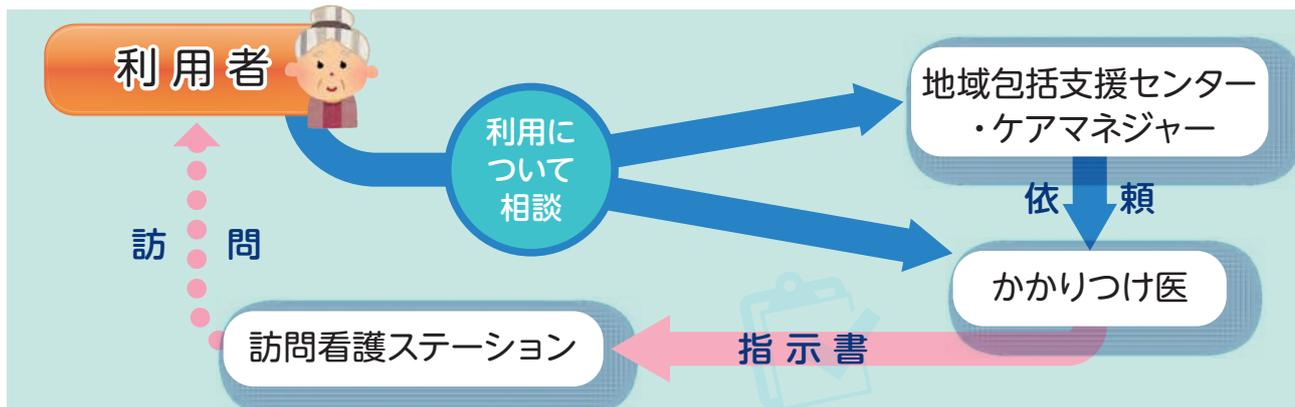 利用者
利用に
ついて
相談
地域包括支援センター
・ケアマネジャー
依頼
かかりつけ医
指示書
訪問看護ステーション
訪問